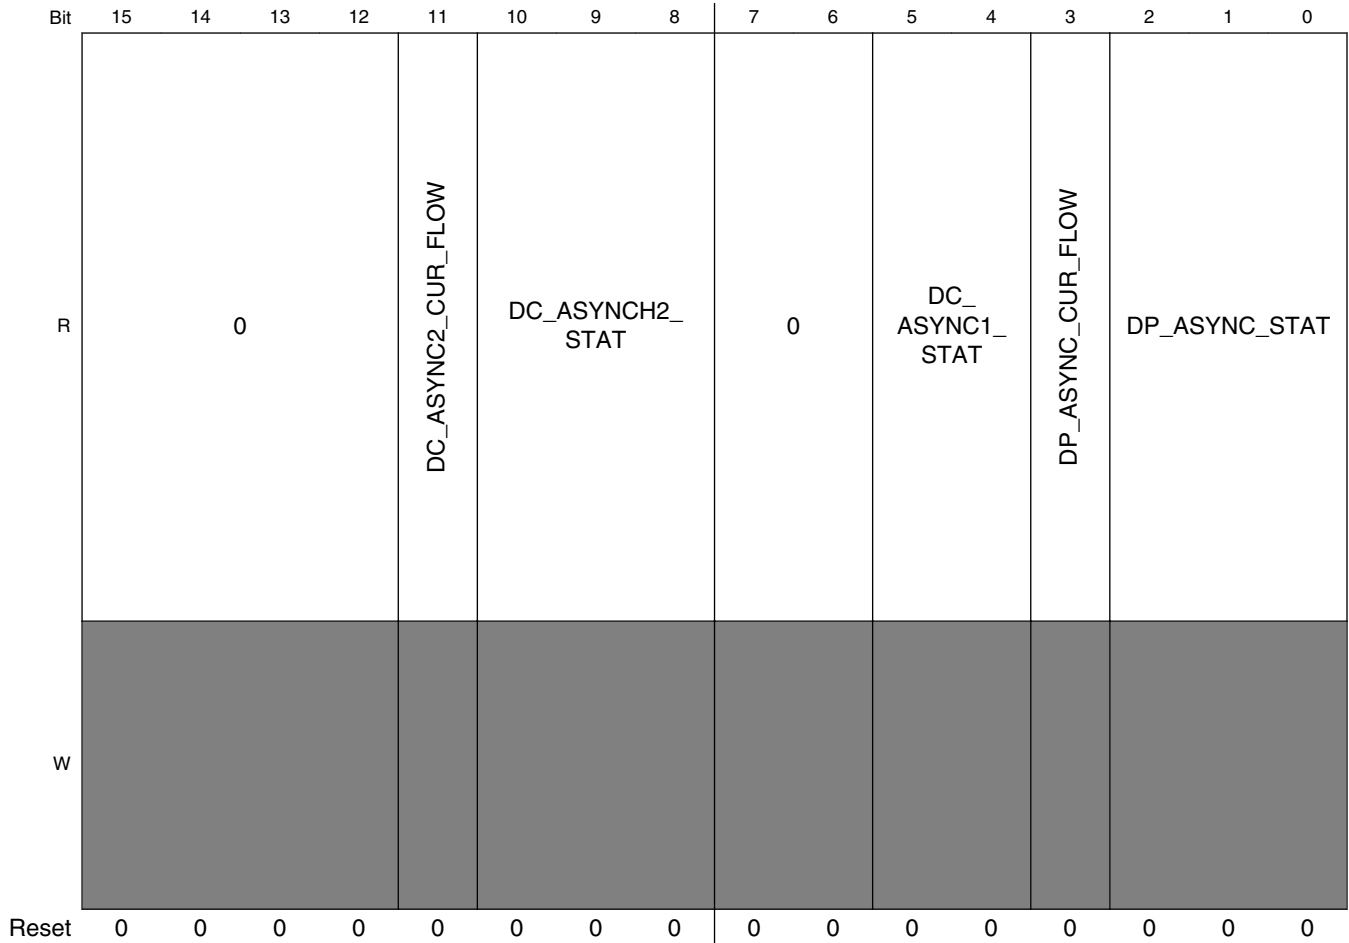 Bit 15 14 13 12 11 10 9 8 7 6 5 4 3 2 1 0
R
0
DC_ASYNC2_CUR_FLOW
DC_ASYNCH2_
STAT
0
DC_
ASYNC1_
STAT
DP_ASYNC_CUR_FLOW
DP_ASYNC_STAT
W
Reset 0 0 0 0 0 0 0 0 0 0 0 0 0 0 0 0